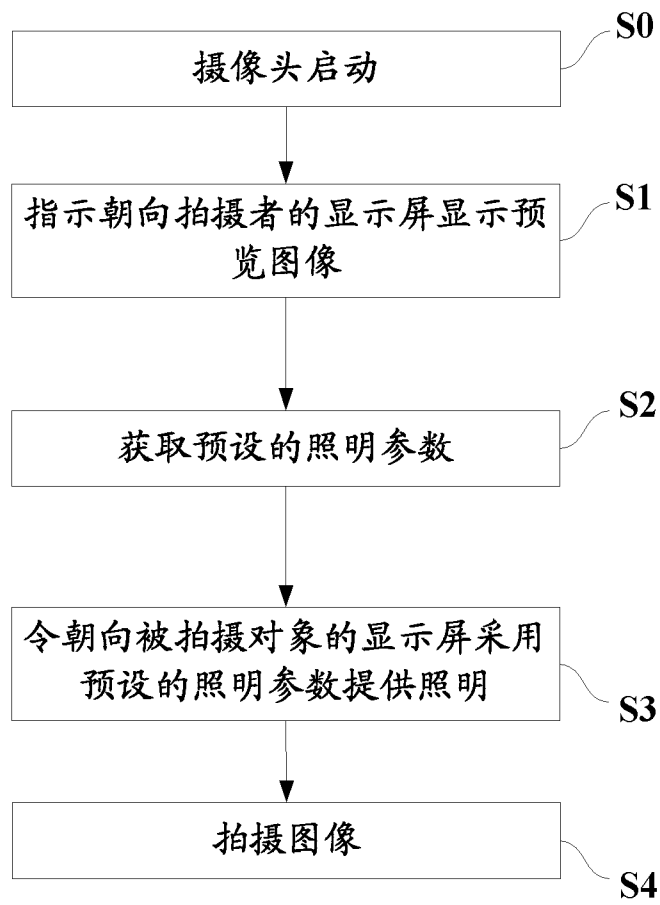 S0
摄像头启动
S1
指示朝向拍摄者的显示屏显示预
览图像
S2
获取预设的照明参数
令朝向被拍摄对象的显示屏采用
预设的照明参数提供照明
S3
拍摄图像
S4